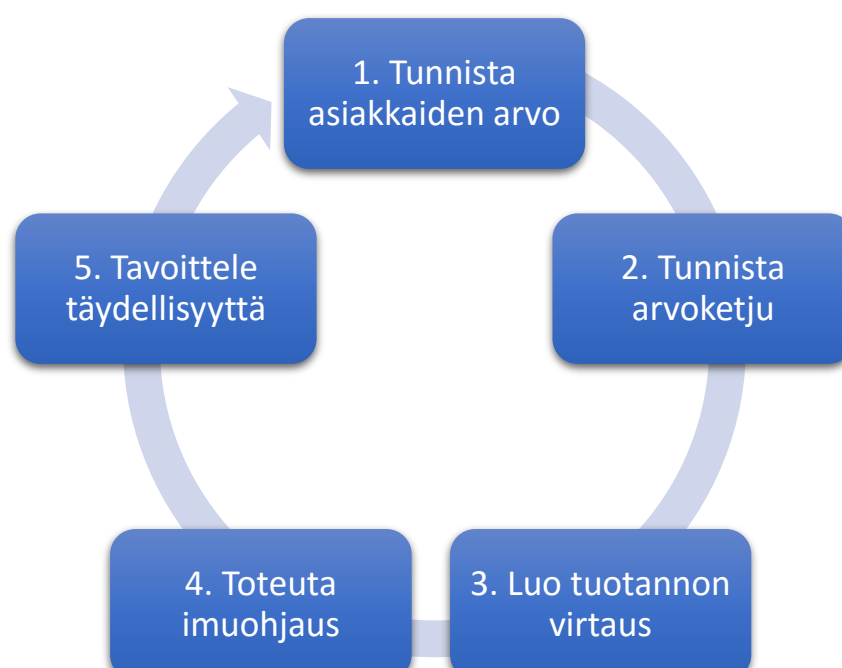 1. Tunnista
asiakkaiden arvo
2. Tunnista
arvoketju
3. Luo tuotannon
virtaus
4. Toteuta
imuohjaus
5. Tavoittele
täydellisyyttä